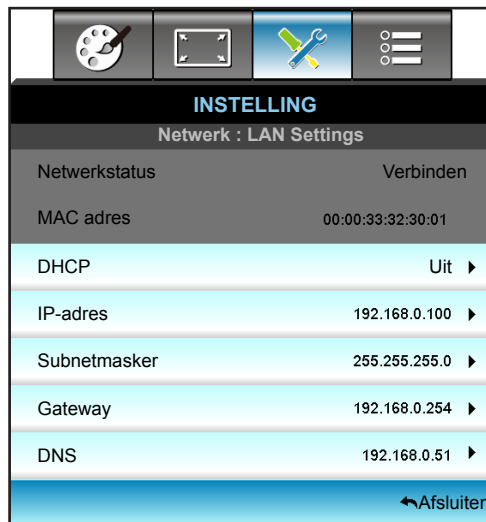 INSTELLING
Netwerk : LAN Settings
Netwerkstatus Verbinden
MAC adres 00:00:33:32:30:01
DHCP Uit
IP-adres 192.168.0.100
Subnetmasker 255.255.255.0
Gateway 192.168.0.254
DNS 192.168.0.51
Afsluiten